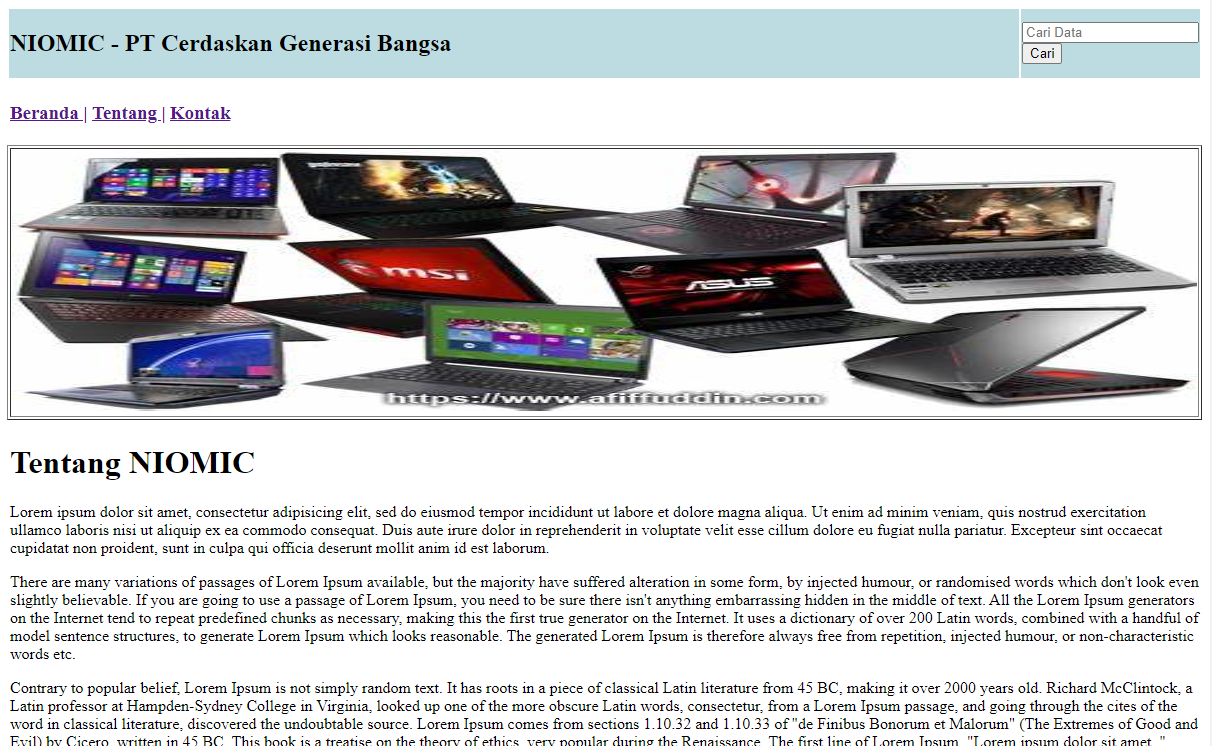 NIOMIC - PT Cerdaskan Generasi Bangsa
Cari Data
Cari
Beranda | Tentang | Kontak
msi
ASUS
https://www.afiffuddin.com
Tentang NIOMIC
Lorem ipsum dolor sit amet, consectetur adipisicing elit, sed do eiusmod tempor incididunt ut labore et dolore magna aliqua. Ut enim ad minim veniam, quis nostrud exercitation
ullamco laboris nisi ut aliquip ex ea commodo consequat. Duis aute irure dolor in reprehenderit in voluptate velit esse cillum dolore eu fugiat nulla pariatur. Excepteur sint occaecat
cupidatat non proident, sunt in culpa qui officia deserunt mollit anim id est laborum.
There are many variations of passages of Lorem Ipsum available, but the majority have suffered alteration in some form, by injected humour, or randomised words which don't look even
slightly believable. If you are going to use a passage of Lorem Ipsum, you need to be sure there isn't anything embarrassing hidden in the middle of text. All the Lorem Ipsum generators
on the Internet tend to repeat predefined chunks as necessary, making this the first true generator on the Internet. It uses a dictionary of over 200 Latin words, combined with a handful of
model sentence structures, to generate Lorem Ipsum which looks reasonable. The generated Lorem Ipsum is therefore always free from repetition, injected humour, or non-characteristic
words etc.
Contrary to popular belief, Lorem Ipsum is not simply random text. It has roots in a piece of classical Latin literature from 45 BC, making it over 2000 years old. Richard McClintock, a
Latin professor at Hampden-Sydney College in Virginia, looked up one of the more obscure Latin words, consectetur, from a Lorem Ipsum passage, and going through the cites of the
word in classical literature, discovered the undoubtable source. Lorem Ipsum comes from sections 1.10.32 and 1.10.33 of "de Finibus Bonorum et Malorum" (The Extremes of Good and
Evil) by Cicero, written in 45 BC. This book is a treatise on the theory of ethics, very popular during the Renaissance. The first line of Lorem Ipsum, "Lorem ipsum dolor sit amet.."